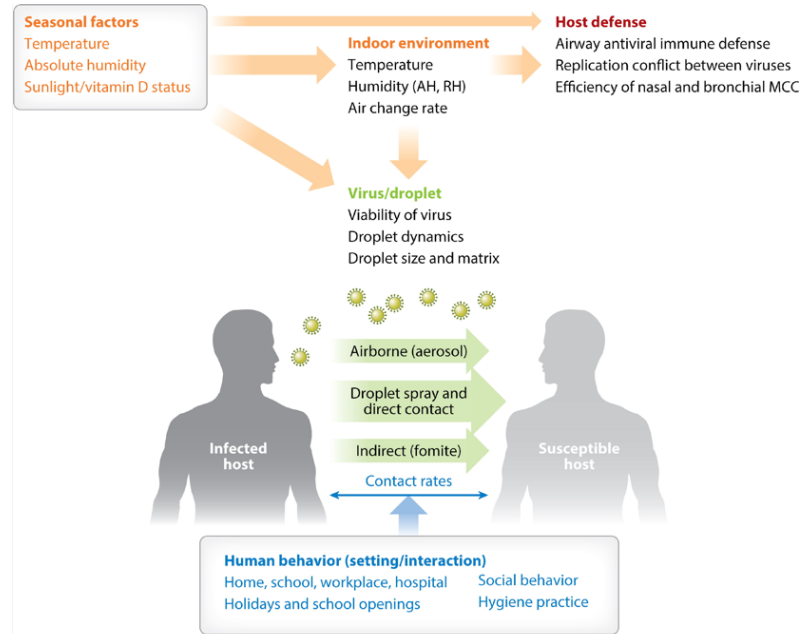 Seasonal factors
Temperature
Absolute humidity
Sunlight/vitamin D status
Indoor environment
Temperature
Humidity (AH, RH)
Air change rate
Host defense
Airway antiviral immune defense
Replication conflict between viruses
Efficiency of nasal and bronchial MCC
Virus/droplet
Viability of virus
Droplet dynamics
Droplet size and matrix
Infected
host
Airborne (aerosol)
Droplet spray and
direct contact
Indirect (fomite)
Susceptible
host
Contact rates
Human behavior (setting/interaction)
Home, school, workplace, hospital
Holidays and school openings
Social behavior
Hygiene practice